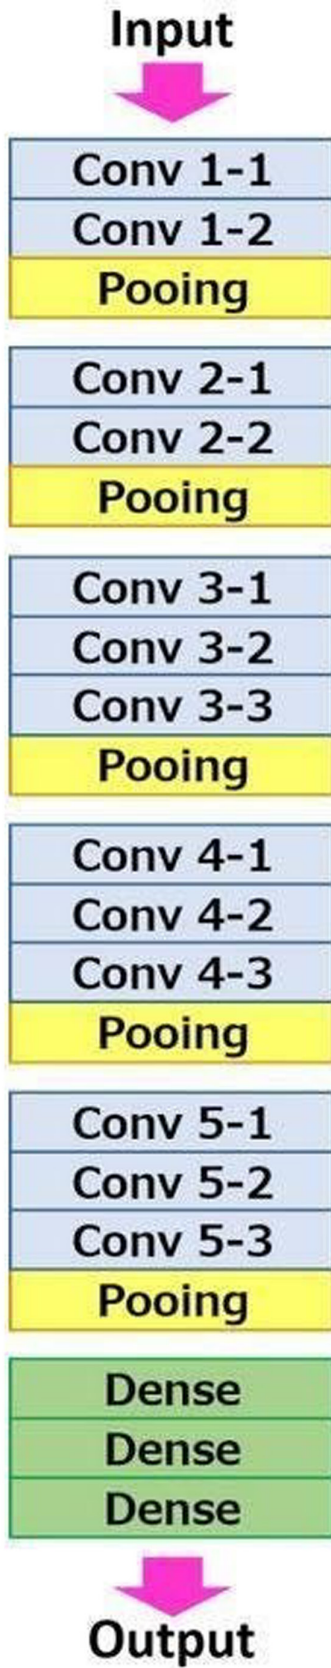 Input
Conv 1-1
Conv 1-2
Pooing
Conv 2-1
Conv 2-2
Pooing
Conv 3-1
Conv 3-2
Conv 3-3
Pooing
Conv 4-1
Conv 4-2
Conv 4-3
Pooing
Conv 5-1
Conv 5-2
Conv 5-3
Pooing
Dense
Dense
Dense
Output